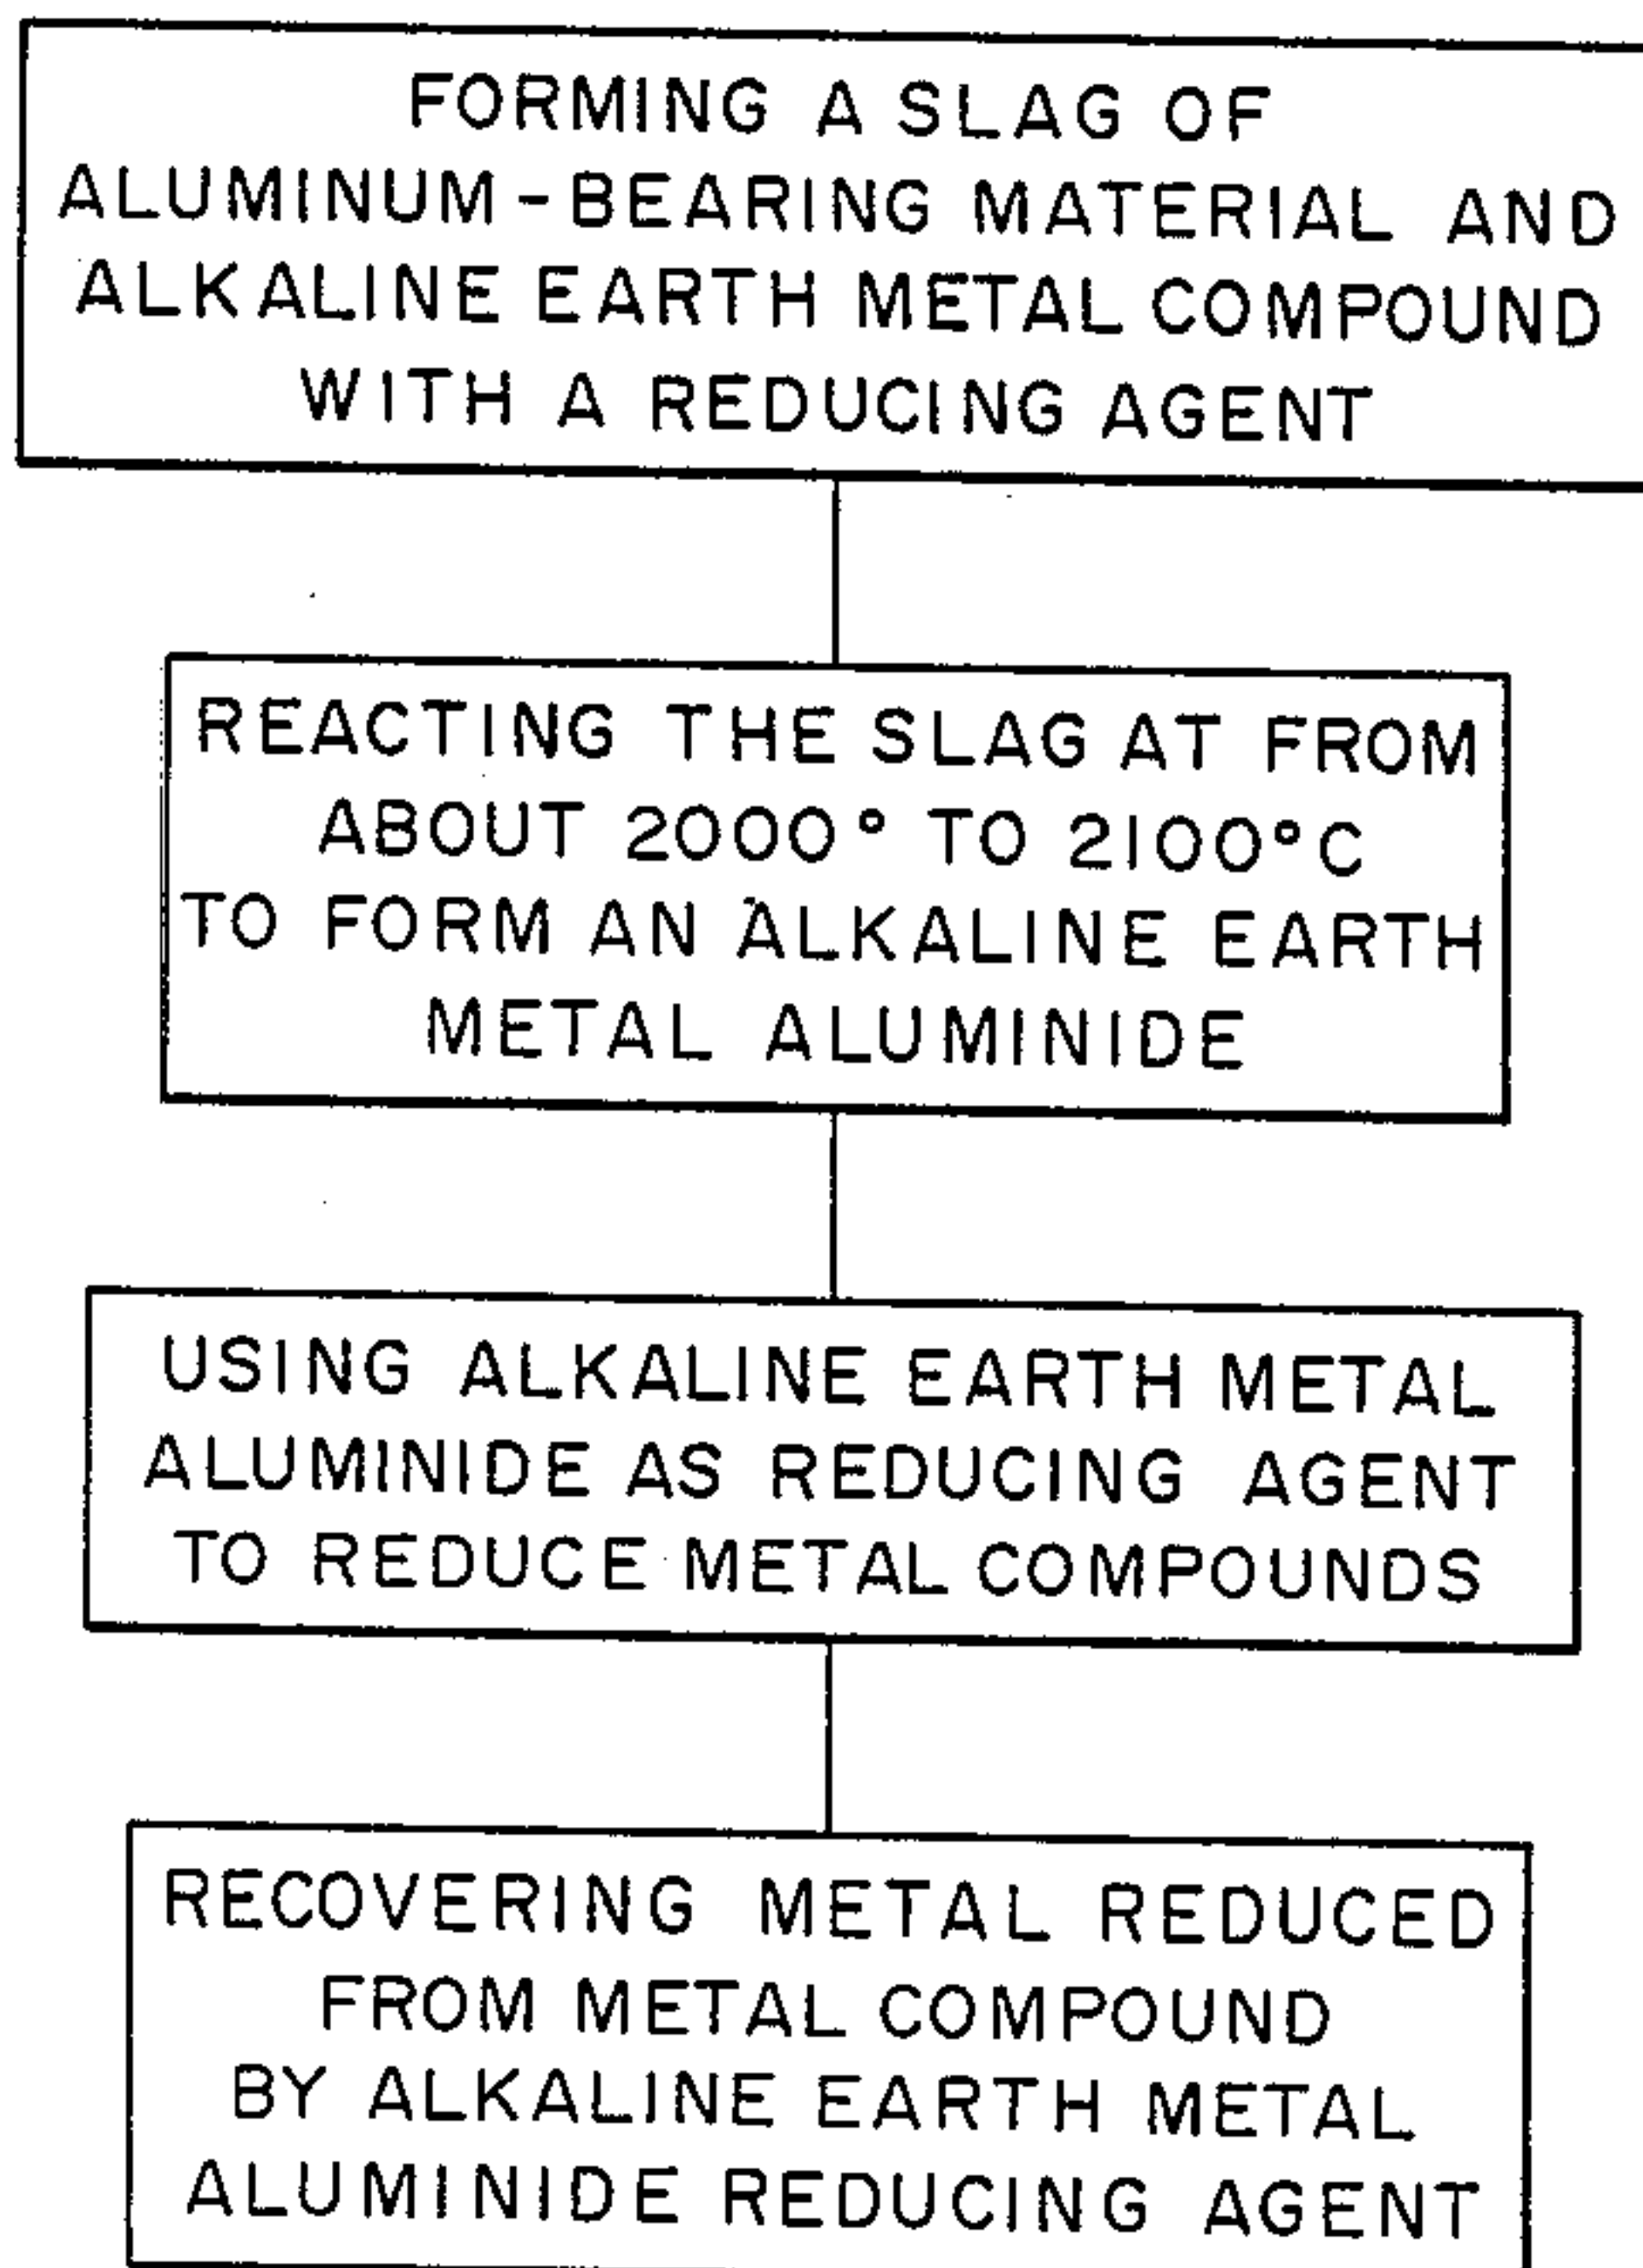 FORMING A SLAG OF
ALUMINUM-BEARING MATERIAL AND
ALKALINE EARTH METAL COMPOUND
WITH A REDUCING AGENT
REACTING THE SLAG AT FROM
ABOUT 2000° TO 2100°C
TO FORM AN ALKALINE EARTH
METAL ALUMINIDE
USING ALKALINE EARTH METAL
ALUMINIDE AS REDUCING AGENT
TO REDUCE METAL COMPOUNDS
RECOVERING METAL REDUCED
FROM METAL COMPOUND
BY ALKALINE EARTH METAL
ALUMINIDE REDUCING AGENT